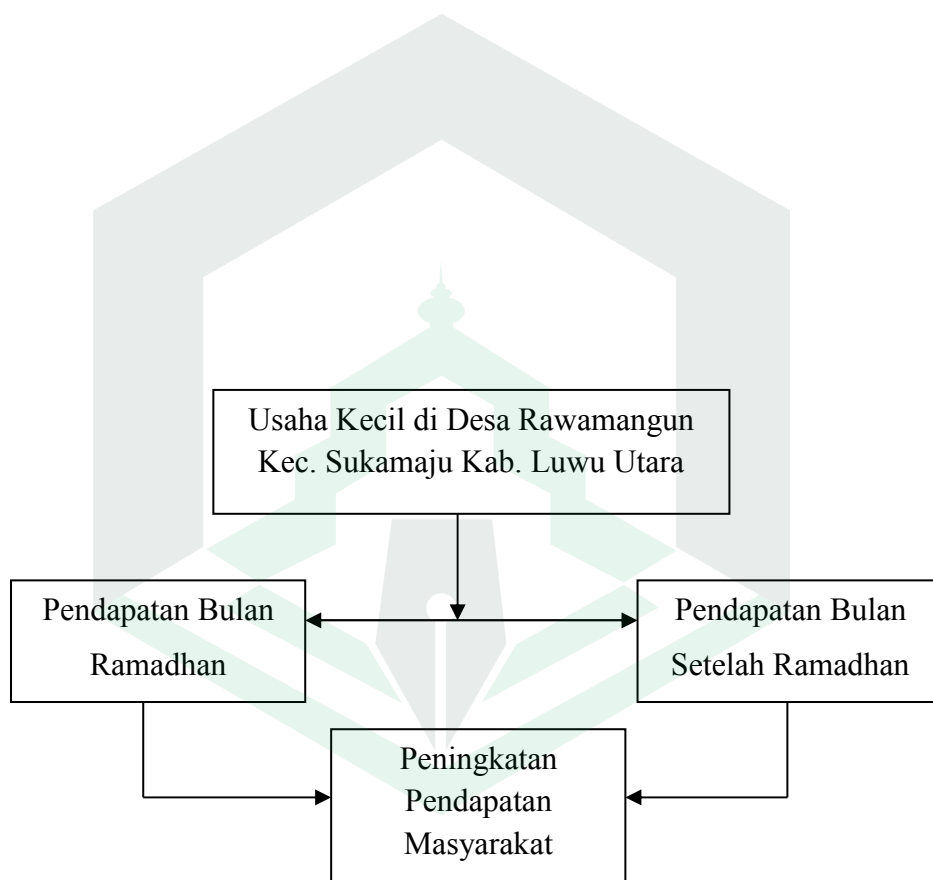 Usaha Kecil di Desa Rawamangun
Kec. Sukamaju Kab. Luwu Utara
Pendapatan Bulan
Ramadhan
Pendapatan Bulan
Setelah Ramadhan
Peningkatan
Pendapatan
Masyarakat